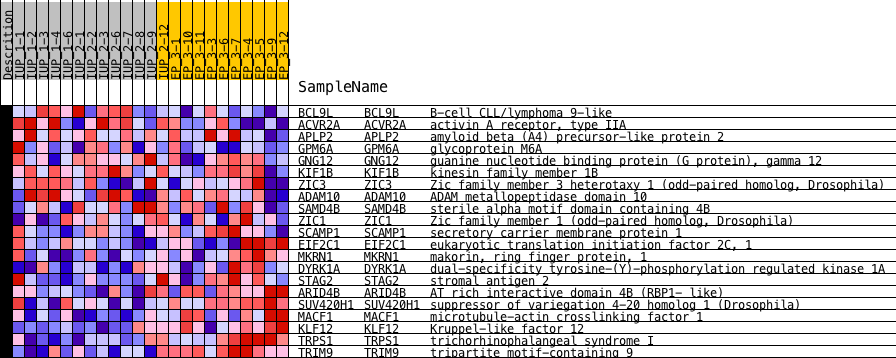 Descrition
IUP_1-1
IUP_1-2
IUP_1-3
IUP_1-4
IUP_1-6
IUP_2-1
IUP_2-2
IUP_2-3
IUP_2-6
IUP_2-7
IUP_2-8
IUP_2-9
IUP_2-12
EP_3-1
EP_3-10
EP_3-11
EP_3-3
EP_3-6
EP_3-7
EP_3-4
EP_3-5
EP_3-9
EP_3-12
SampleName
BCL9L BCL9L B-cell CLL/lymphoma 9-like
ACVR2A ACVR2A activin A receptor, type IIA
APLP2 APLP2 amyloid beta (A4) precursor-like protein 2
GPM6A GPM6A glycoprotein M6A
GNG12 GNG12 guanine nucleotide binding protein (G protein), gamma 12
KIF1B KIF1B kinesin family member 1B
ZIC3 ZIC3 Zic family member 3 heterotaxy 1 (odd-paired homolog, Drosophila)
ADAM10 ADAM10 ADAM metallopeptidase domain 10
SAMD4B SAMD4B sterile alpha motif domain containing 4B
ZIC1 ZIC1 Zic family member 1 (odd-paired homolog, Drosophila)
SCAMP1 SCAMP1 secretory carrier membrane protein 1
EIF2C1 EIF2C1 eukaryotic translation initiation factor 2C, 1
MKRN1 MKRN1 makorin, ring finger protein, 1
DYRK1A DYRK1A dual-specificity tyrosine-(Y)-phosphorylation regulated kinase 1A
STAG2 STAG2 stromal antigen 2
ARID4B ARID4B AT rich interactive domain 4B (RBP1- like)
SUV420H1 SUV420H1 suppressor of variegation 4-20 homolog 1 (Drosophila)
MACF1 MACF1 microtubule-actin crosslinking factor 1
KLF12 KLF12 Kruppel-like factor 12
TRPS1 TRPS1 trichorhinophalangeal syndrome I
TRIM9 TRIM9 tripartite motif-containing 9